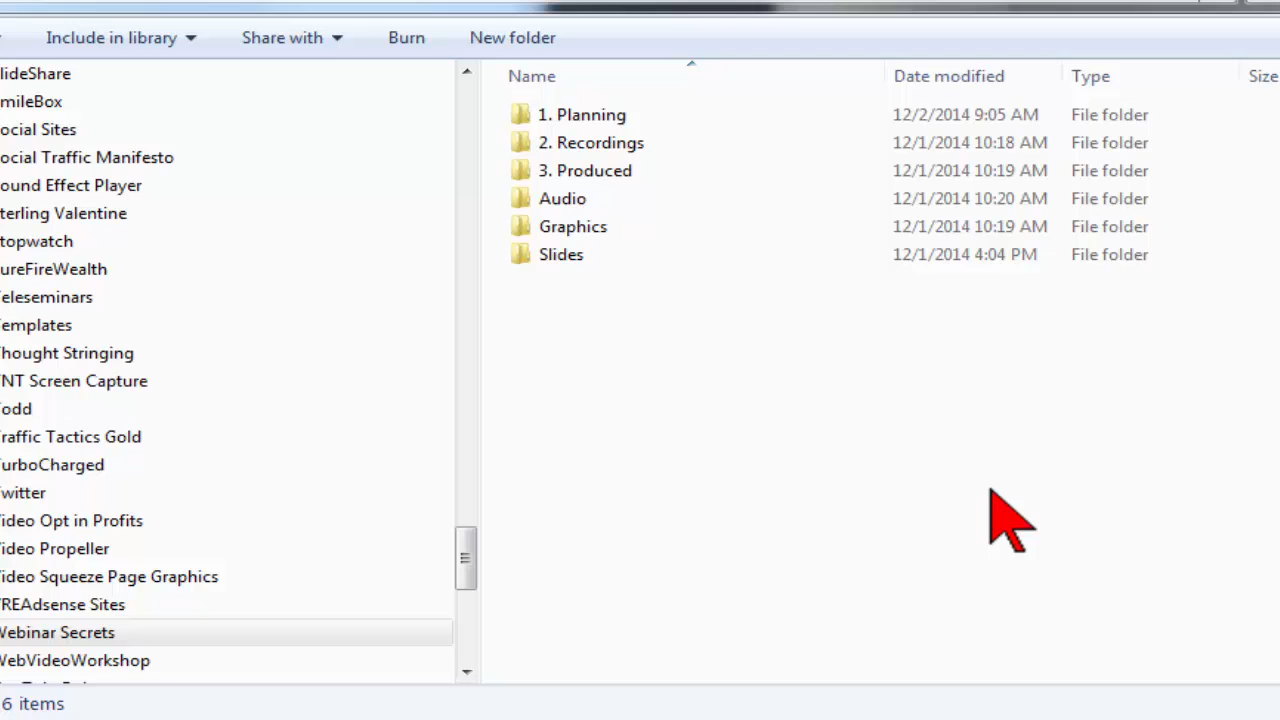 Include in library Share with Burn New folder
lideShare
mileBox
ocial Sites
ocial Traffic Manifesto
ound Effect Player
terling Valentine
topwatch
ureFireWealth
eleseminars
emplates
hought Stringing
NT Screen Capture
odd
raffic Tactics Gold
urboCharged
witter
ideo Opt in Profits
ideo Propeller
ideo Squeeze Page Graphics
READsense Sites
Webinar Secrets
WebVideoWorkshop
Name Date modified Type Size
1. Planning 12/2/2014 9:05 AM File folder
2. Recordings 12/1/2014 10:18 AM File folder
3. Produced 12/1/2014 10:19 AM File folder
Audio 12/1/2014 10:20 AM File folder
Graphics 12/1/2014 10:19 AM File folder
Slides 12/1/2014 4:04 PM File folder
6 items